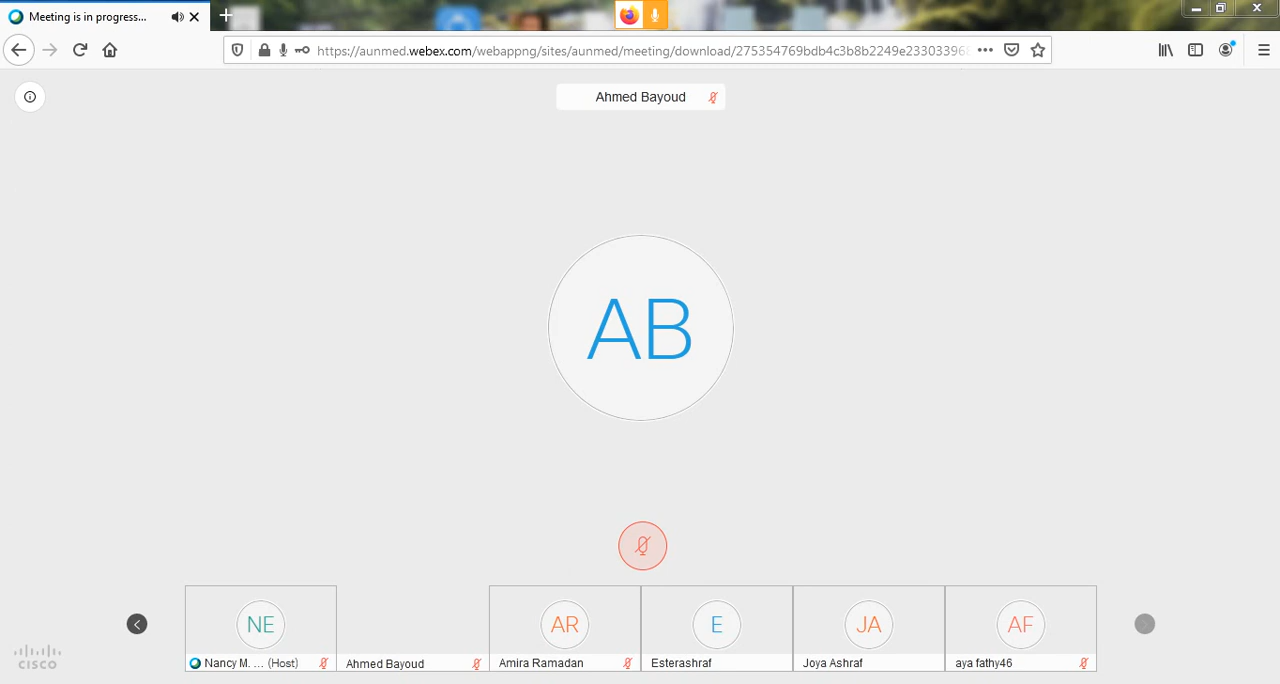 Meeting is in progress...
https://aunmed.webex.com/webappng/sites/aunmed/meeting/download/275354769bdb4c3b8b2249e233033968
Ahmed Bayoud
AB
NE
AR
E
JA
AF
Nancy M. ... (Host)
Ahmed Bayoud
Amira Ramadan
Esterashraf
Joya Ashraf
aya fathy46
CISCO